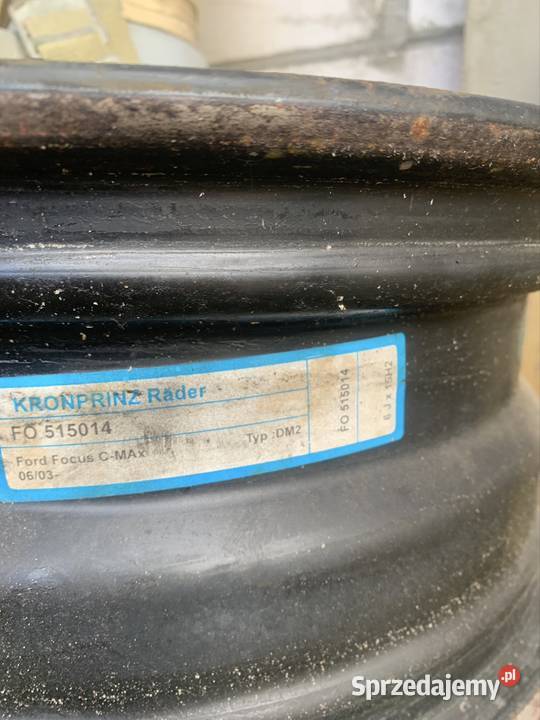 KRONPRINZ Räder
FO 515014
Ford Focus C-MAx
06/03-
Typ :DM2
FO 515014
6 J x 15H2
Sprzedajemy.pl